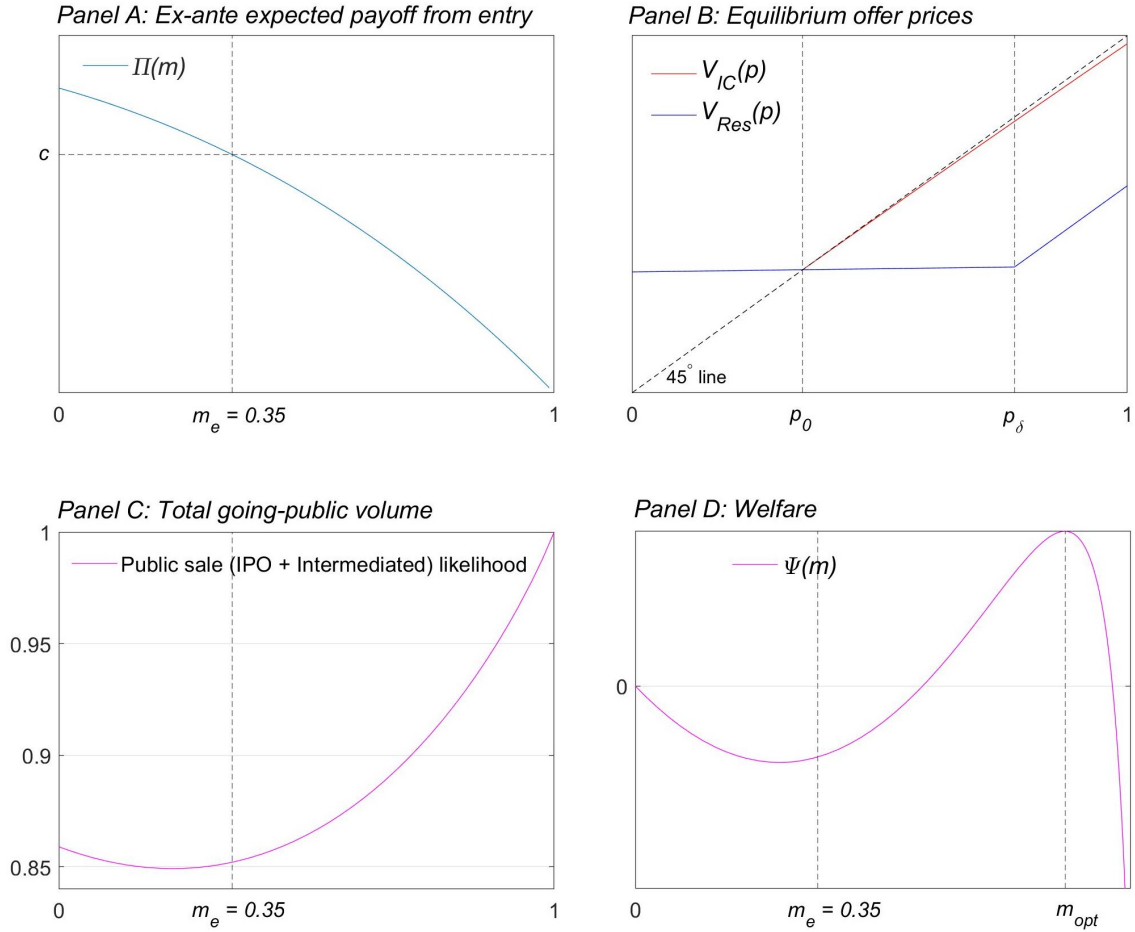 Panel A: Ex-ante expected payoff from entry
Π(m)
c
0
m_e = 0.35
1
Panel B: Equilibrium offer prices
V_IC(p)
V_Res(p)
45° line
0
p_0
p_δ
1
Panel C: Total going-public volume
1
Public sale (IPO + Intermediated) likelihood
0.95
0.9
0.85
0
m_e = 0.35
1
Panel D: Welfare
Ψ(m)
0
0
m_e = 0.35
m_opt